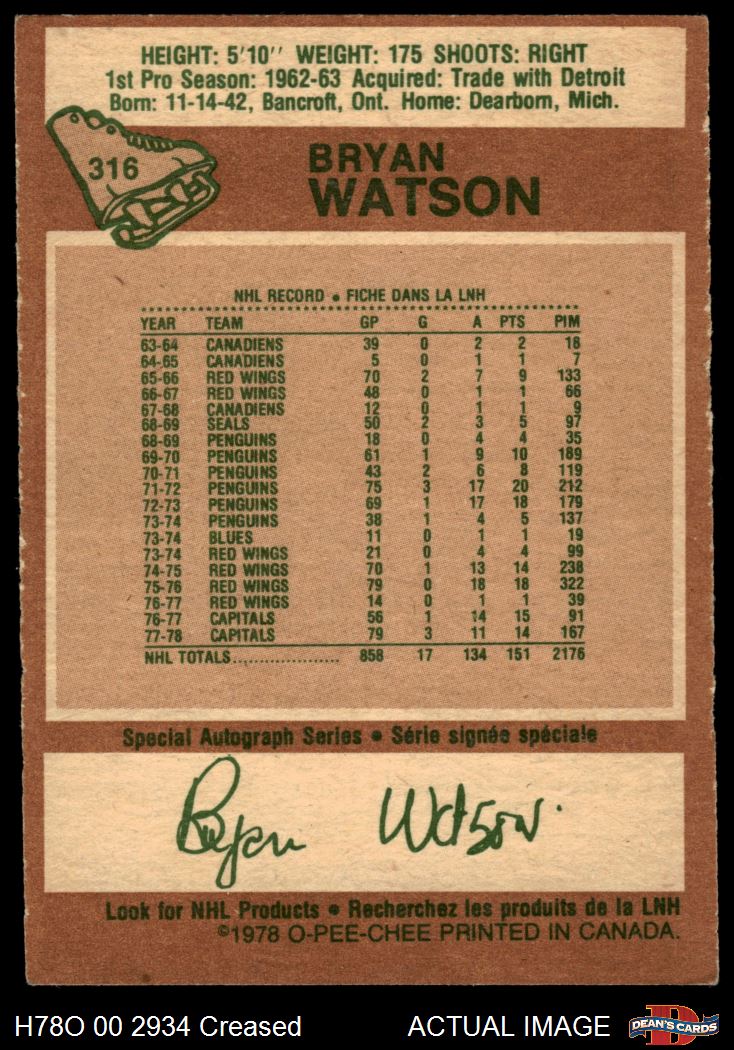 HEIGHT: 5'10'' WEIGHT: 175 SHOOTS: RIGHT
1st Pro Season: 1962-63 Acquired: Trade with Detroit
Born: 11-14-42, Bancroft, Ont. Home: Dearborn, Mich.
316
BRYAN
WATSON
NHL RECORD • FICHE DANS LA LNH
YEAR TEAM GP G A PTS PIM
63-64 CANADIENS 39 0 2 2 18
64-65 CANADIENS 5 0 1 1 7
65-66 RED WINGS 70 2 7 9 133
66-67 RED WINGS 48 0 1 1 66
67-68 CANADIENS 12 0 1 1 9
68-69 SEALS 50 2 3 5 97
68-69 PENGUINS 18 0 4 4 35
69-70 PENGUINS 61 1 9 10 189
70-71 PENGUINS 43 2 6 8 119
71-72 PENGUINS 75 3 17 20 212
72-73 PENGUINS 69 1 17 18 179
73-74 PENGUINS 38 1 4 5 137
73-74 BLUES 11 0 1 1 19
73-74 RED WINGS 21 0 4 4 99
74-75 RED WINGS 70 1 13 14 238
75-76 RED WINGS 79 0 18 18 322
76-77 RED WINGS 14 0 1 1 39
76-77 CAPITALS 56 1 14 15 91
77-78 CAPITALS 79 3 11 14 167
NHL TOTALS.................... 858 17 134 151 2176
Special Autograph Series • Série signée spéciale
Bryan Watson
Look for NHL Products • Recherchez les produits de la LNH
©1978 O-PEE-CHEE PRINTED IN CANADA.
H78O 00 2934 Creased ACTUAL IMAGE
D
DEAN'S CARDS